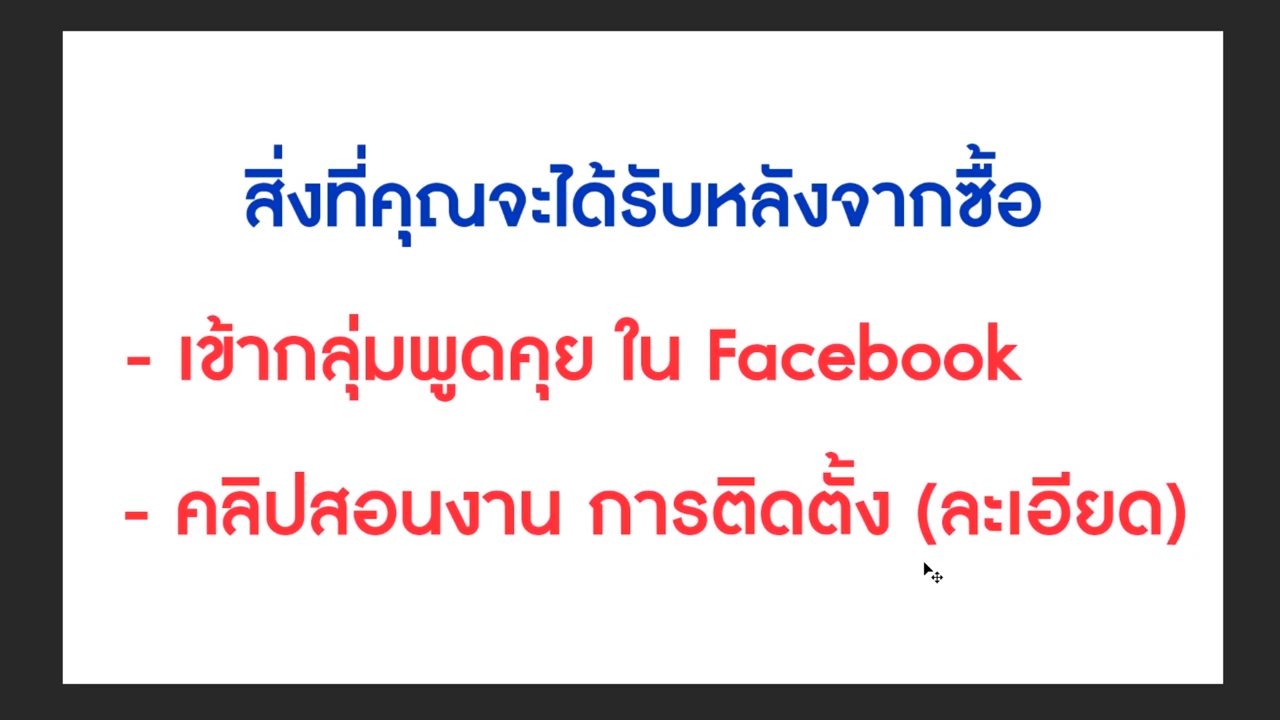 สิ่งที่คุณจะได้รับหลังจากซื้อ
- เข้ากลุ่มพูดคุย ใน Facebook
- คลิปสอนงาน การติดตั้ง (ละเอียด)